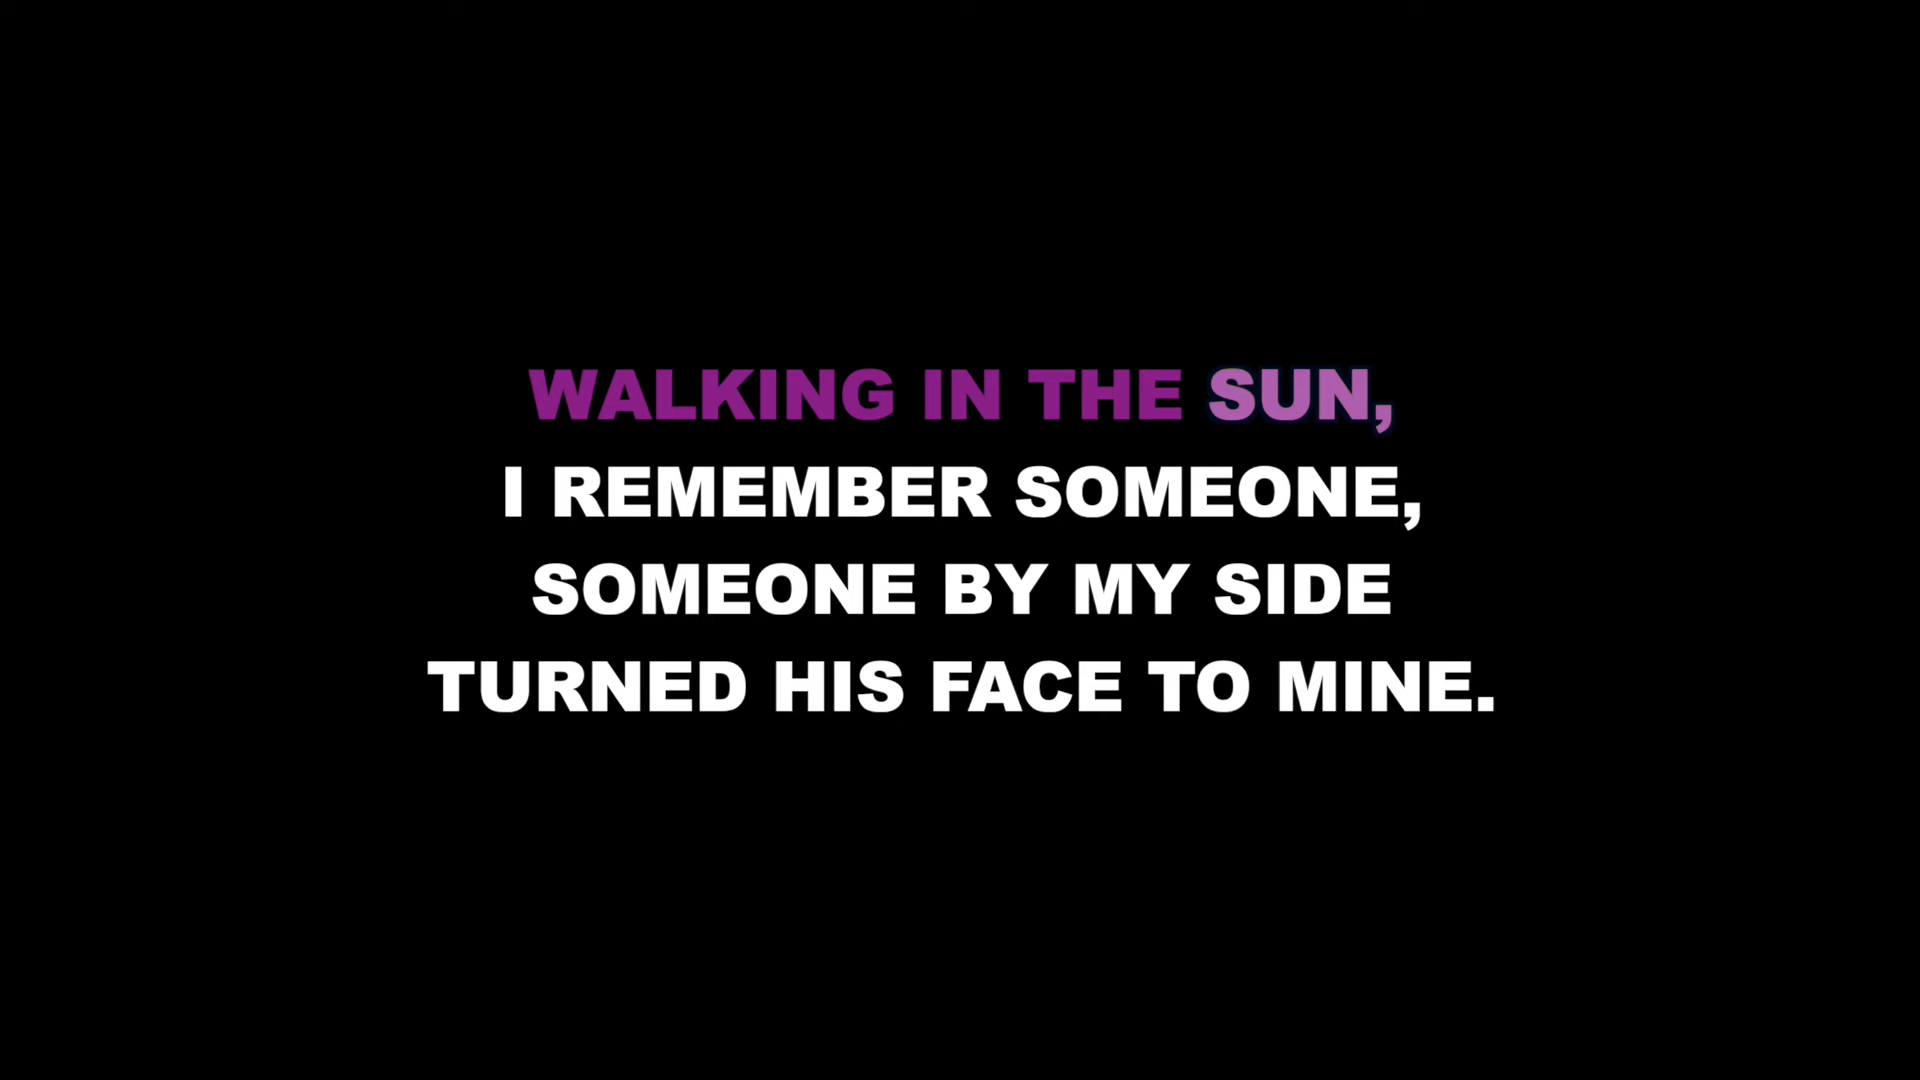 WALKING IN THE SUN,
I REMEMBER SOMEONE,
SOMEONE BY MY SIDE
TURNED HIS FACE TO MINE.